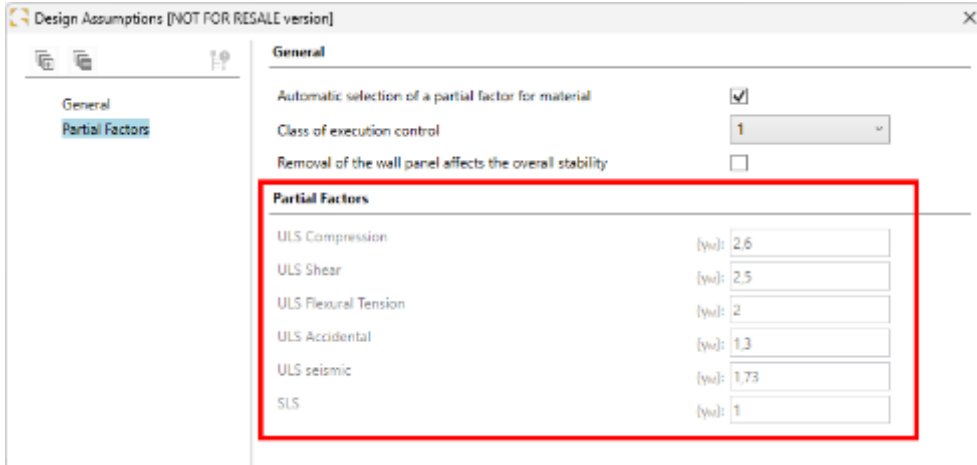 Design Assumptions [NOT FOR RESALE version]
General
Partial Factors
General
Automatic selection of a partial factor for material
Class of execution control 1
Removal of the wall panel affects the overall stability
Partial Factors
ULS Compression {γM}: 2,6
ULS Shear {γM}: 2,5
ULS Flexural Tension {γM}: 2
ULS Accidental {γM}: 1,3
ULS seismic {γM}: 1,73
SLS {γM}: 1